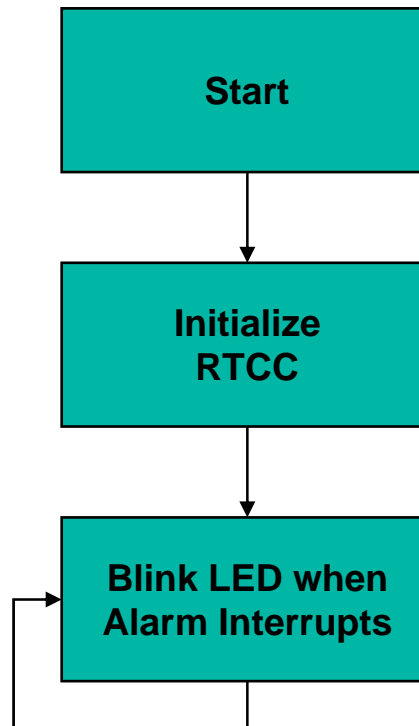 Start
Initialize
RTCC
Blink LED when
Alarm Interrupts